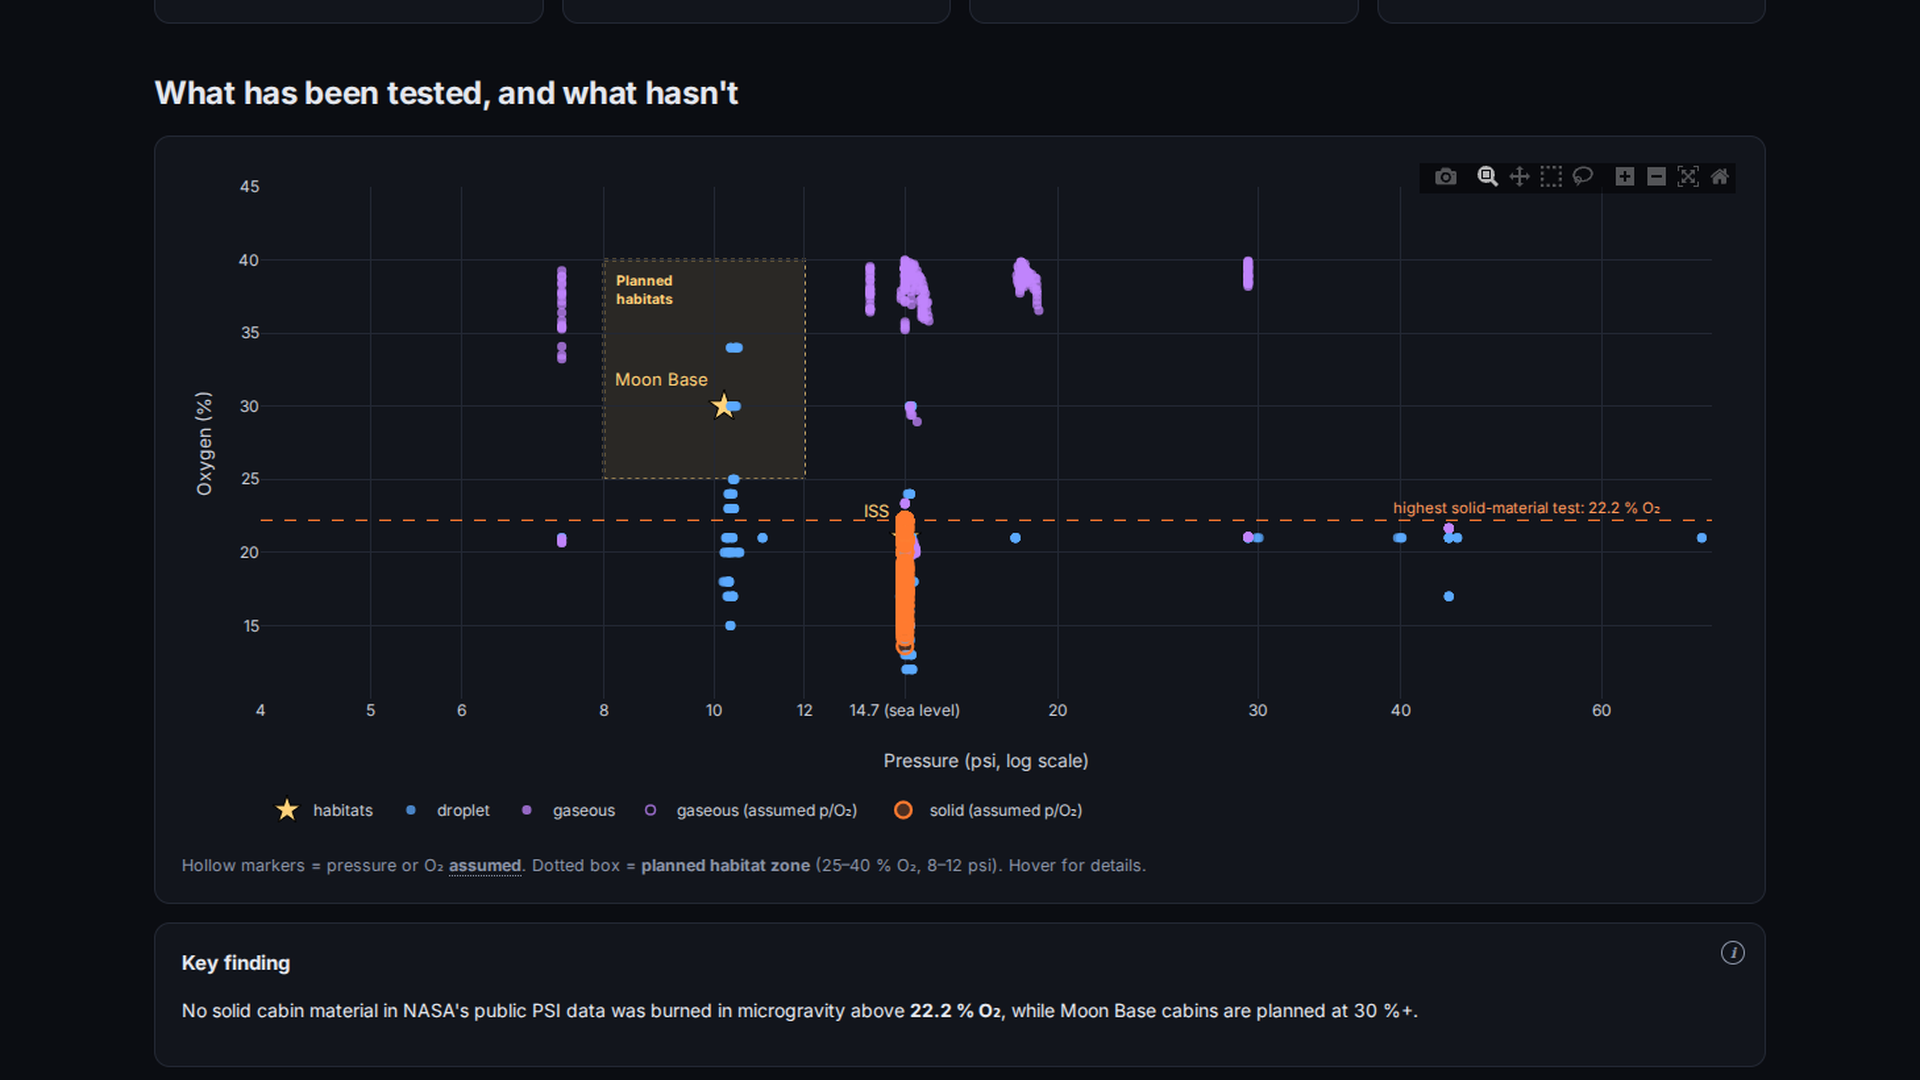 What has been tested, and what hasn't
45
40
35
30
25
20
15
Oxygen (%)
Planned
habitats
Moon Base
ISS
highest solid-material test: 22.2 % O₂
4 5 6 8 10 12 14.7 (sea level) 20 30 40 60
Pressure (psi, log scale)
habitats droplet gaseous gaseous (assumed p/O₂) solid (assumed p/O₂)
Hollow markers = pressure or O₂ assumed. Dotted box = planned habitat zone (25–40 % O₂, 8–12 psi). Hover for details.
Key finding
i
No solid cabin material in NASA's public PSI data was burned in microgravity above 22.2 % O₂, while Moon Base cabins are planned at 30 %+.